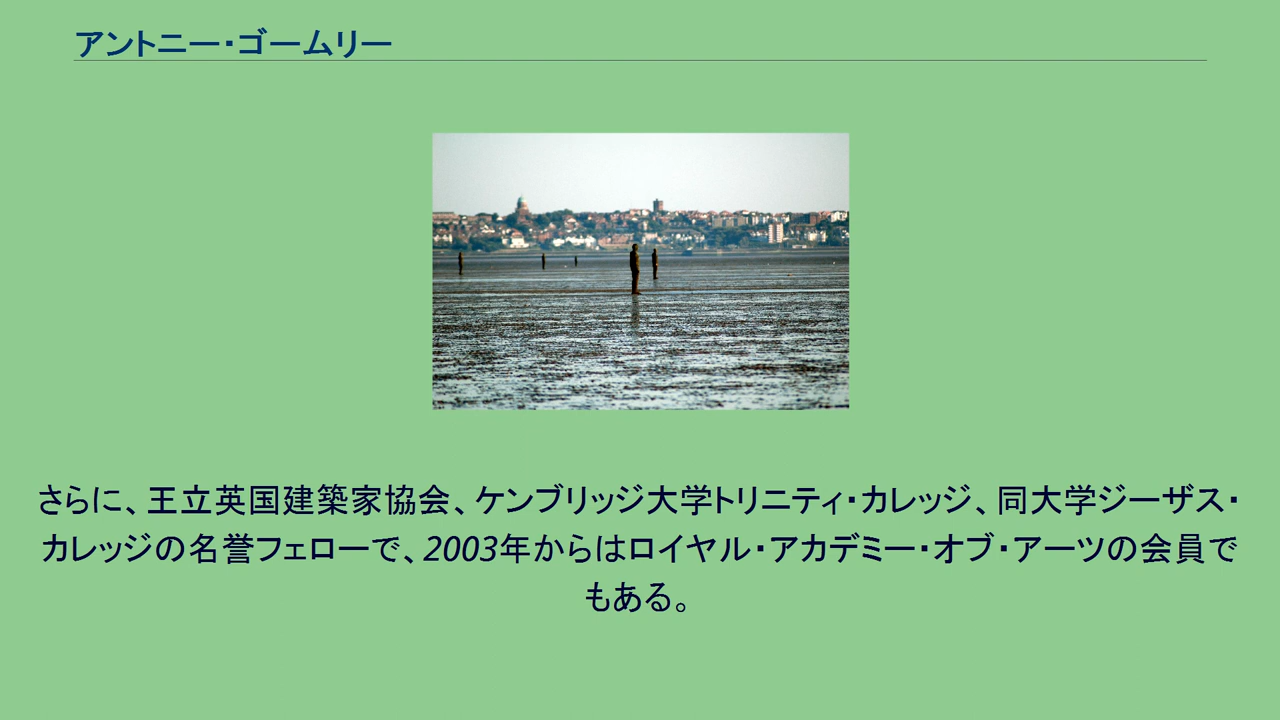 アントニー・ゴームリー
さらに、王立英国建築家協会、ケンブリッジ大学トリニティ・カレッジ、同大学ジーザス・
カレッジの名誉フェローで、2003年からはロイヤル・アカデミー・オブ・アーツの会員で
もある。